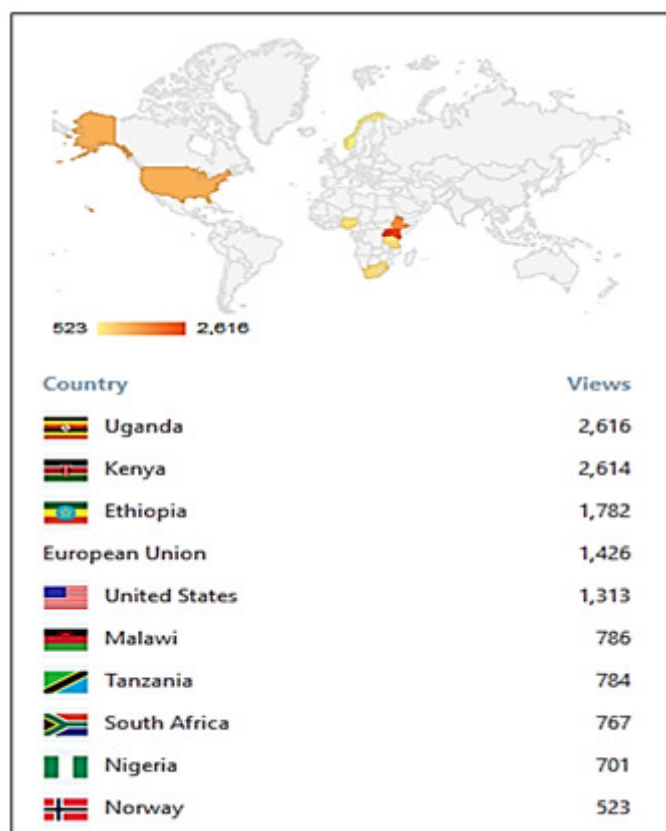 523 2,616
Country Views
Uganda 2,616
Kenya 2,614
Ethiopia 1,782
European Union 1,426
United States 1,313
Malawi 786
Tanzania 784
South Africa 767
Nigeria 701
Norway 523